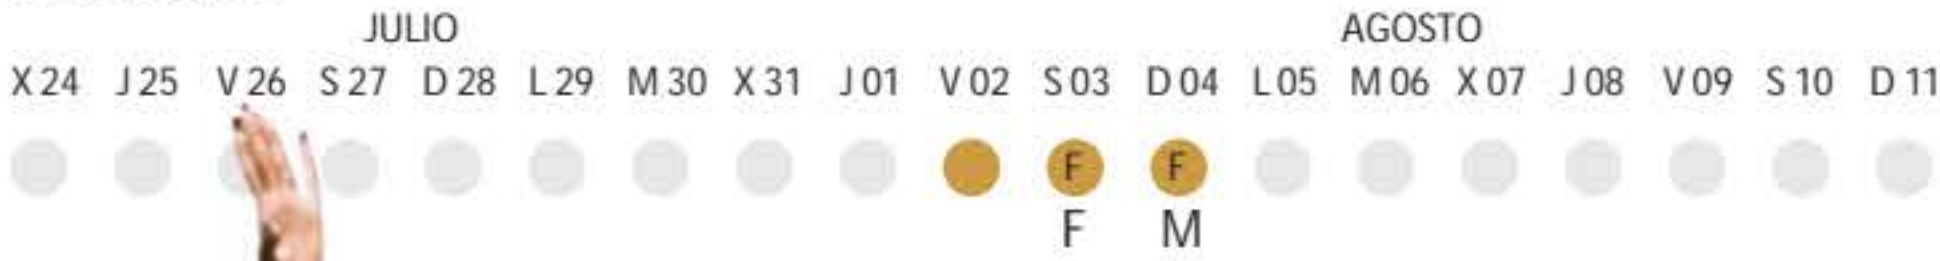 JULIO AGOSTO
X 24 J 25 V 26 S 27 D 28 L 29 M 30 X 31 J 01 V 02 S 03 D 04 L 05 M 06 X 07 J 08 V 09 S 10 D 11
F F
F M